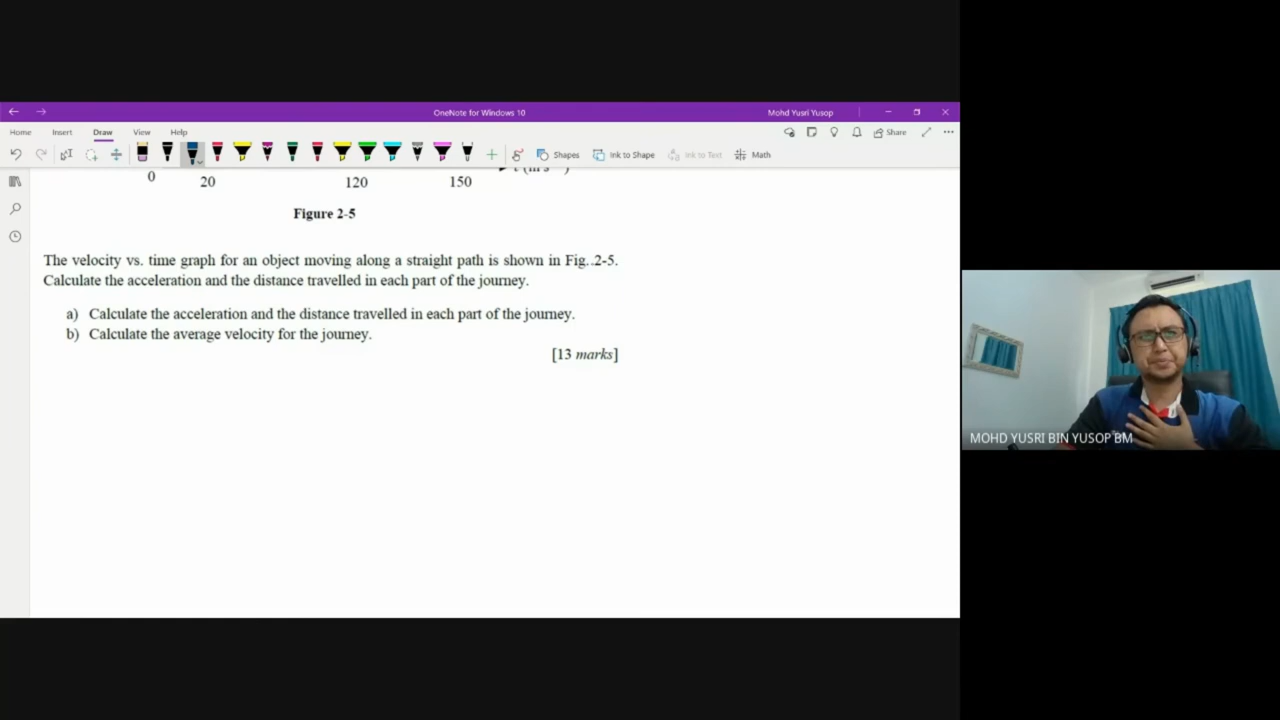 OneNote for Windows 10
Mohd Yusri Yusop
Home Insert Draw View Help
Share
Shapes Ink to Shape Ink to Text Math
0 20 120 150
Figure 2-5
The velocity vs. time graph for an object moving along a straight path is shown in Fig..2-5.
Calculate the acceleration and the distance travelled in each part of the journey.
a) Calculate the acceleration and the distance travelled in each part of the journey.
b) Calculate the average velocity for the journey.
[13 marks]
MOHD YUSRI BIN YUSOP BM